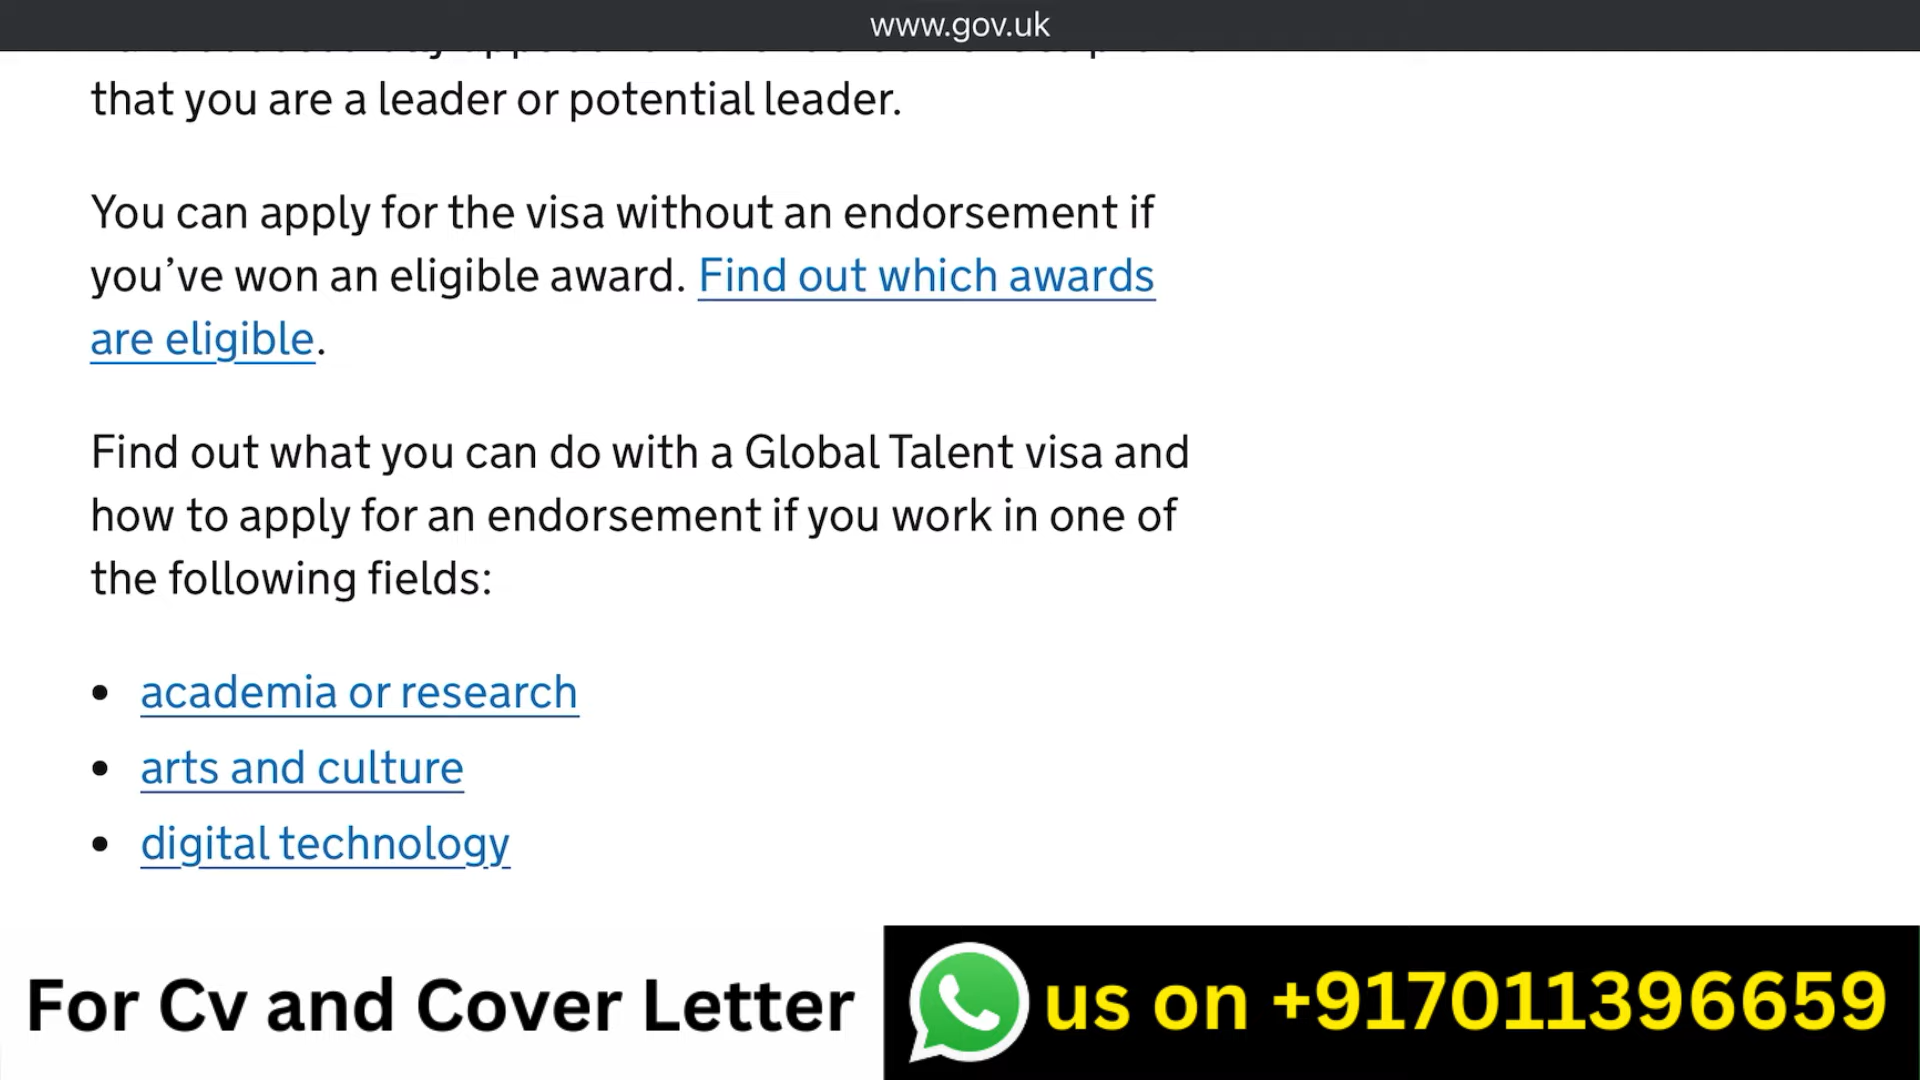 www.gov.uk
that you are a leader or potential leader.
You can apply for the visa without an endorsement if
you’ve won an eligible award. Find out which awards
are eligible.
Find out what you can do with a Global Talent visa and
how to apply for an endorsement if you work in one of
the following fields:
• academia or research
• arts and culture
• digital technology
For Cv and Cover Letter us on +917011396659